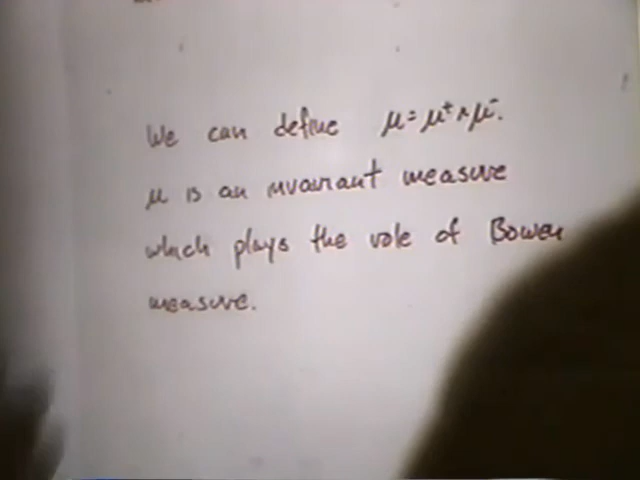 We can define μ = μ⁺ ∧ μ⁻.
μ is an invariant measure
which plays the role of Bowen
measure.